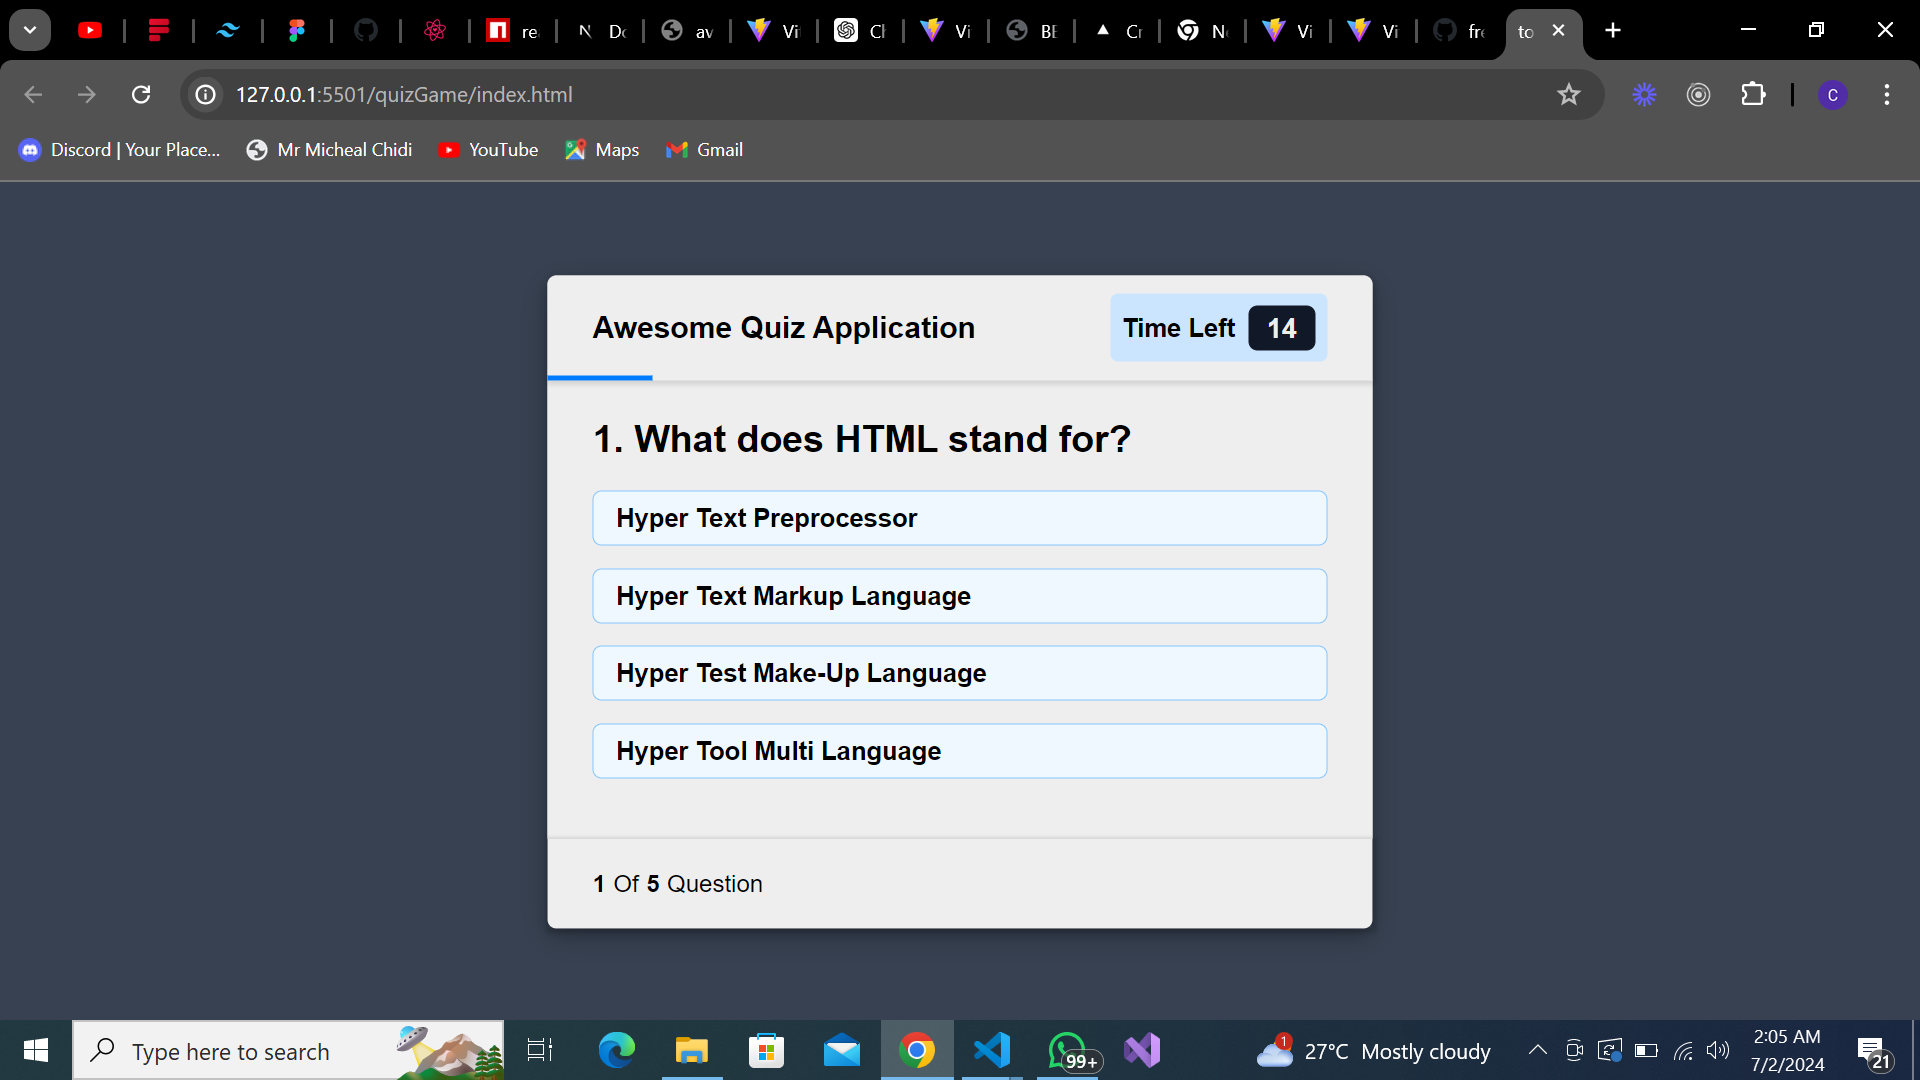 re
Do
av
Vi
Ch
Vi
BE
Cr
Ne
Vi
Vi
fre
to
127.0.0.1:5501/quizGame/index.html
C
Discord | Your Place...
Mr Micheal Chidi
YouTube
Maps
Gmail
Awesome Quiz Application
Time Left 14
1. What does HTML stand for?
Hyper Text Preprocessor
Hyper Text Markup Language
Hyper Test Make-Up Language
Hyper Tool Multi Language
1 Of 5 Question
Type here to search
99+
1
27°C Mostly cloudy
2:05 AM
7/2/2024
21